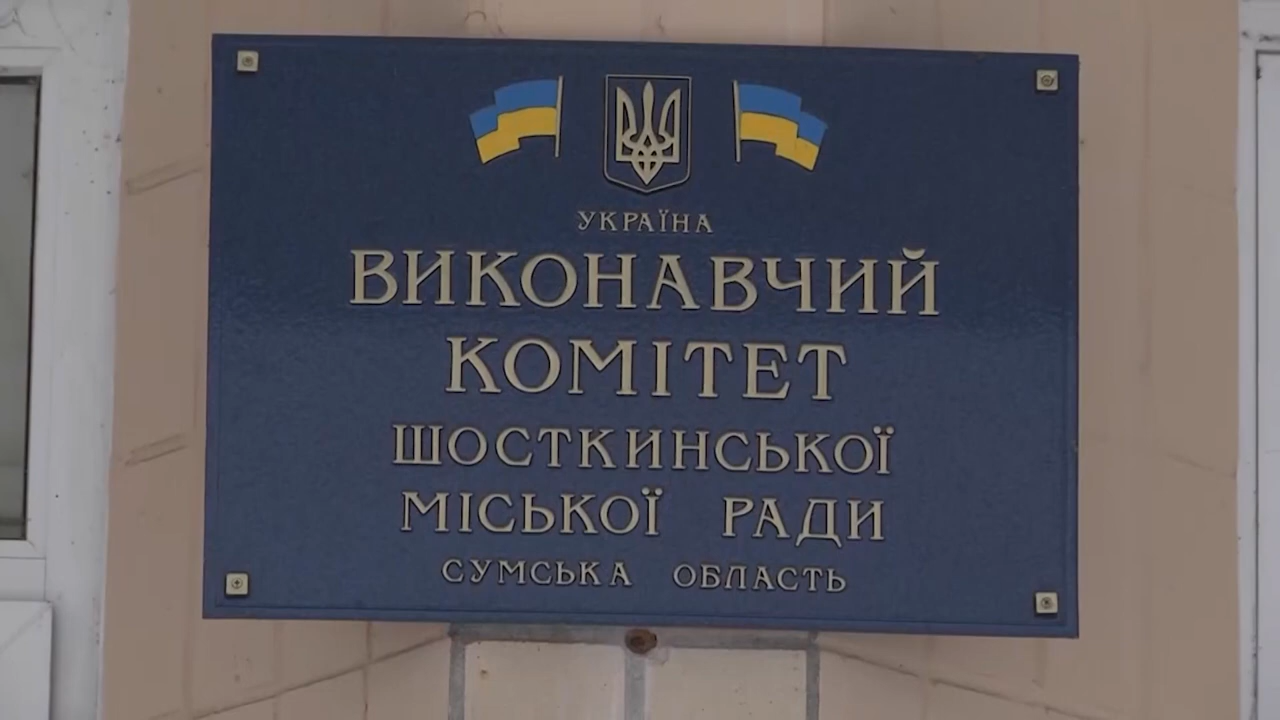 УКРАЇНА
ВИКОНАВЧИЙ
КОМІТЕТ
ШОСТКИНСЬКОЇ
МІСЬКОЇ РАДИ
СУМСЬКА ОБЛАСТЬ